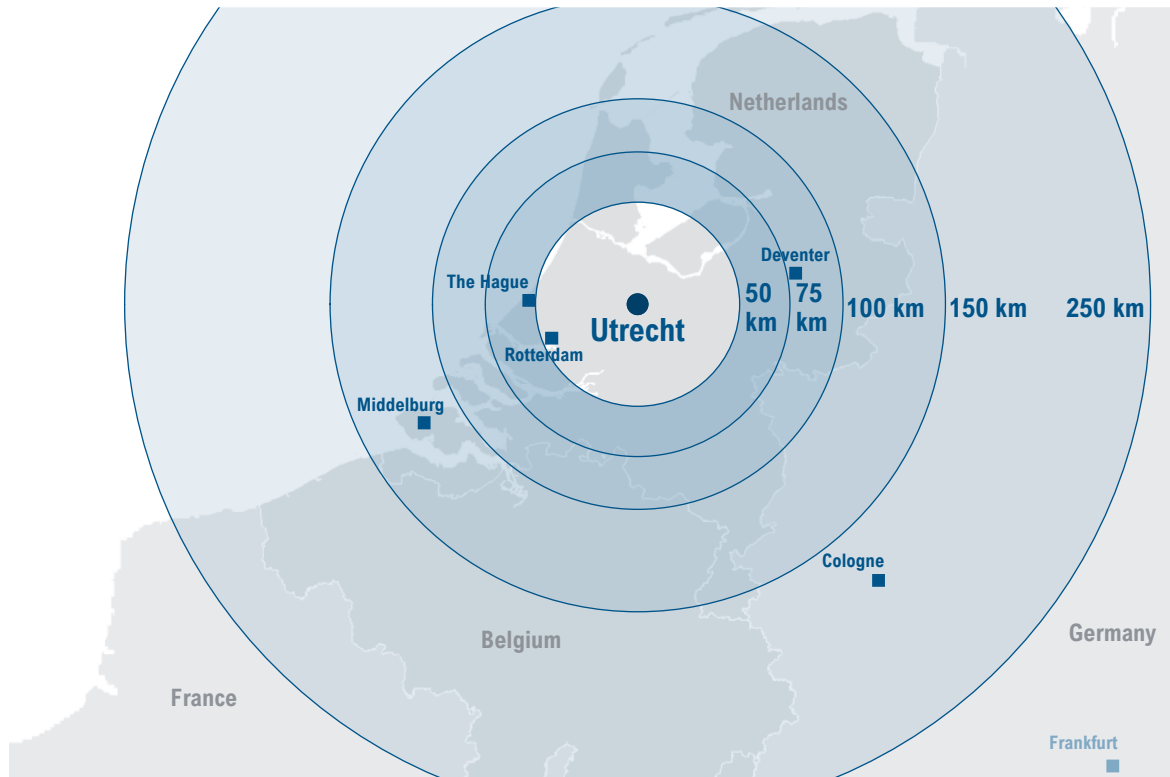 Netherlands
Deventer
The Hague
50
km
75
km
100 km
150 km
250 km
Utrecht
Rotterdam
Middelburg
Cologne
Belgium
Germany
France
Frankfurt